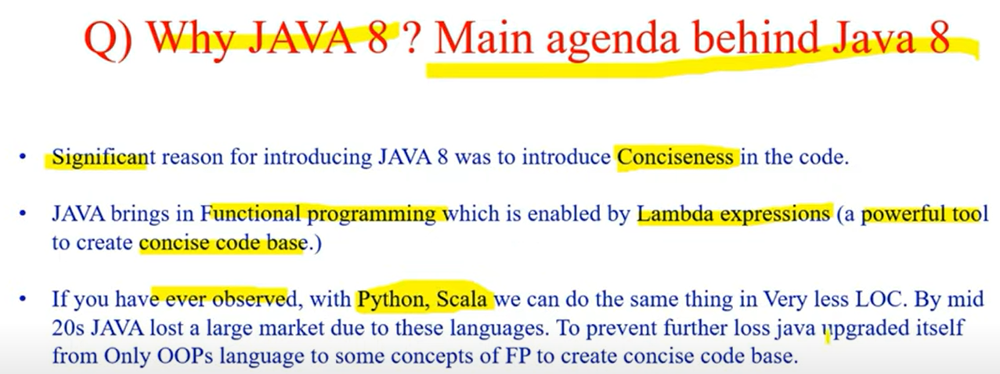 Q) Why JAVA 8 ? Main agenda behind Java 8
• Significant reason for introducing JAVA 8 was to introduce Conciseness in the code.
• JAVA brings in Functional programming which is enabled by Lambda expressions (a powerful tool
to create concise code base.)
• If you have ever observed, with Python, Scala we can do the same thing in Very less LOC. By mid
20s JAVA lost a large market due to these languages. To prevent further loss java upgraded itself
from Only OOPs language to some concepts of FP to create concise code base.